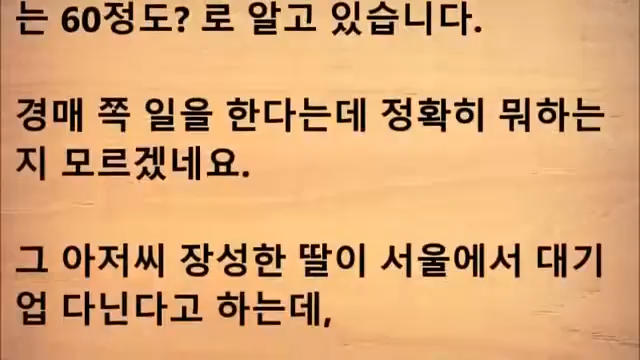 는 60정도? 로 알고 있습니다.
경매 쪽 일을 한다는데 정확히 뭐하는
지 모르겠네요.
그 아저씨 장성한 딸이 서울에서 대기
업 다닌다고 하는데,